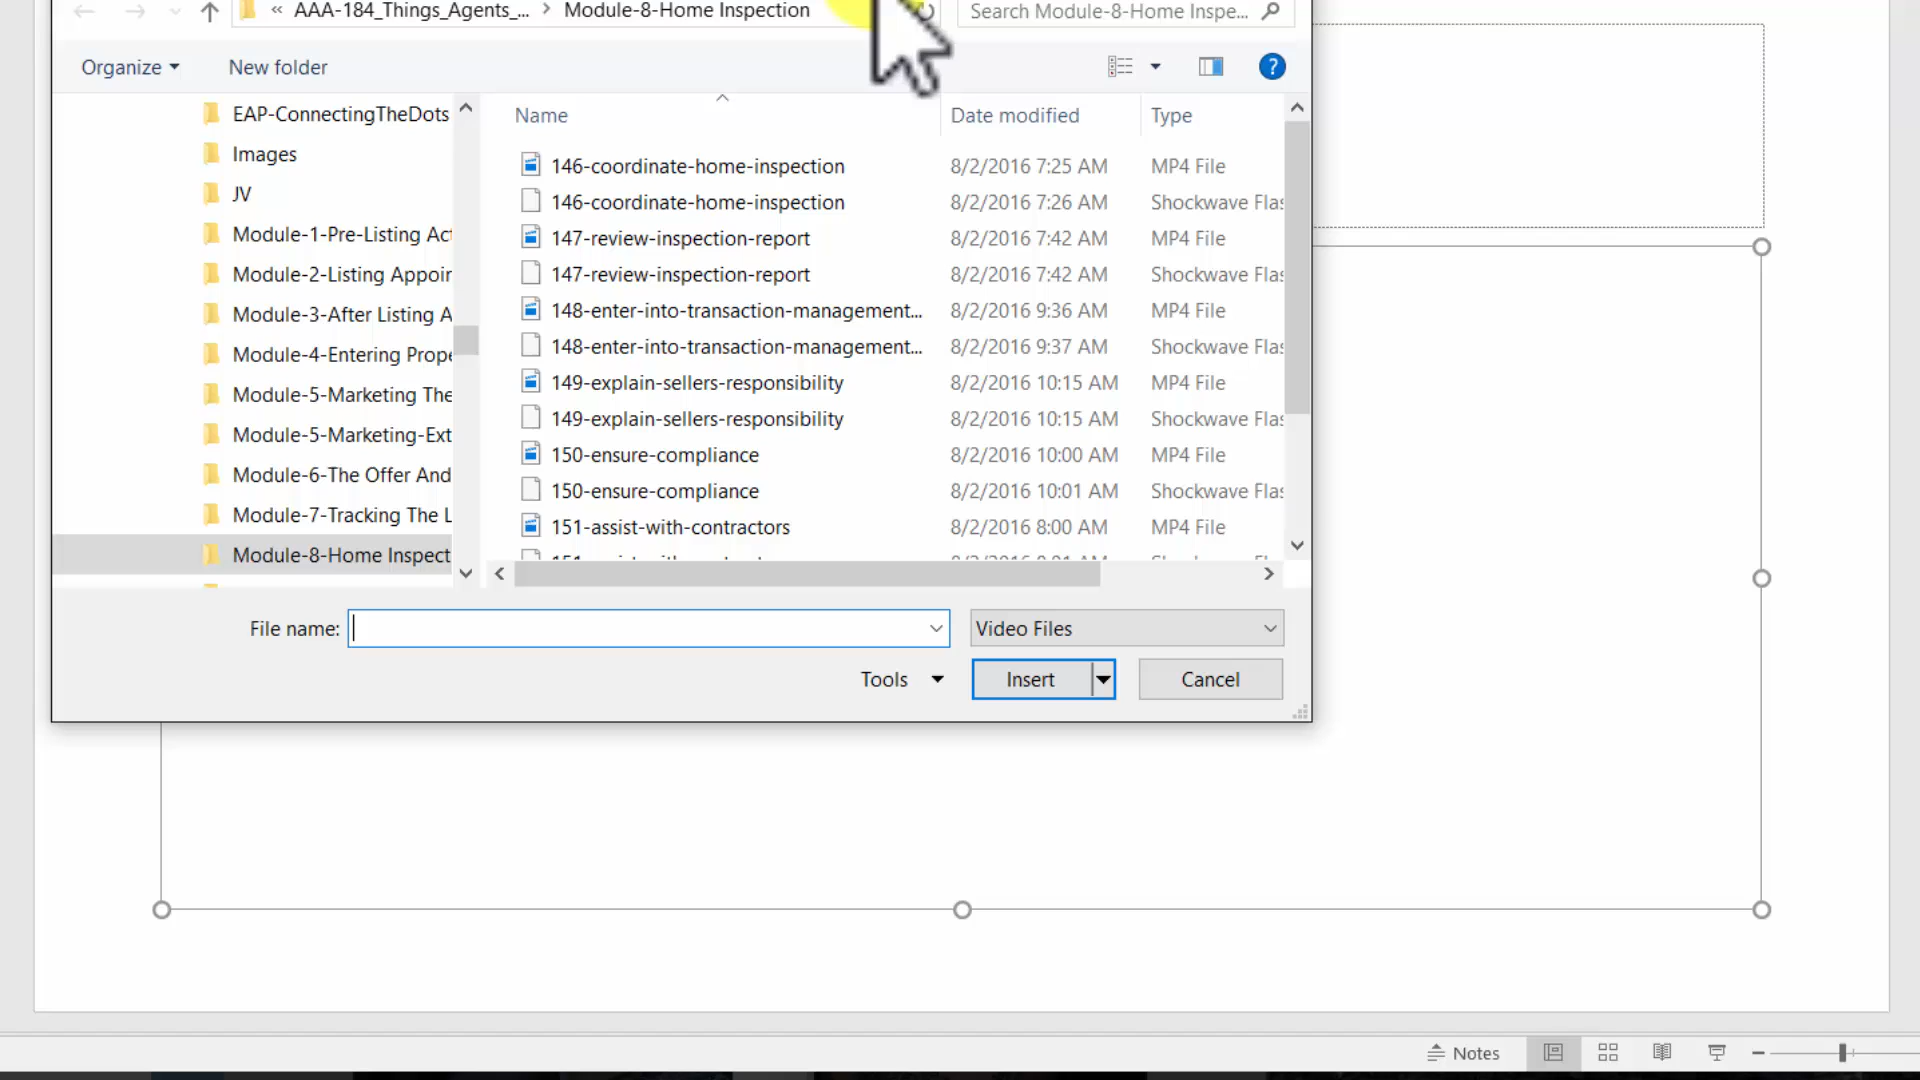 « AAA-184_Things_Agents_... > Module-8-Home Inspection
Search Module-8-Home Inspe...
Organize
New folder
?
EAP-ConnectingTheDots
Images
JV
Module-1-Pre-Listing Act
Module-2-Listing Appoin
Module-3-After Listing A
Module-4-Entering Prope
Module-5-Marketing The
Module-5-Marketing-Ext
Module-6-The Offer And
Module-7-Tracking The L
Module-8-Home Inspect
Name Date modified Type
146-coordinate-home-inspection 8/2/2016 7:25 AM MP4 File
146-coordinate-home-inspection 8/2/2016 7:26 AM Shockwave Flas
147-review-inspection-report 8/2/2016 7:42 AM MP4 File
147-review-inspection-report 8/2/2016 7:42 AM Shockwave Flas
148-enter-into-transaction-management... 8/2/2016 9:36 AM MP4 File
148-enter-into-transaction-management... 8/2/2016 9:37 AM Shockwave Flas
149-explain-sellers-responsibility 8/2/2016 10:15 AM MP4 File
149-explain-sellers-responsibility 8/2/2016 10:15 AM Shockwave Flas
150-ensure-compliance 8/2/2016 10:00 AM MP4 File
150-ensure-compliance 8/2/2016 10:01 AM Shockwave Flas
151-assist-with-contractors 8/2/2016 8:00 AM MP4 File
File name:
Video Files
Tools
Insert
Cancel
Notes